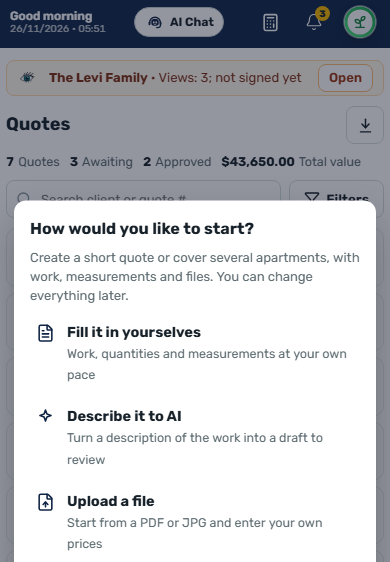 Good morning
26/11/2026 • 05:51
AI Chat
3
The Levi Family • Views: 3; not signed yet
Open
Quotes
7 Quotes 3 Awaiting 2 Approved $43,650.00 Total value
Search client or quote #
Filters
How would you like to start?
Create a short quote or cover several apartments, with
work, measurements and files. You can change
everything later.
Fill it in yourselves
Work, quantities and measurements at your own
pace
Describe it to AI
Turn a description of the work into a draft to
review
Upload a file
Start from a PDF or JPG and enter your own
prices